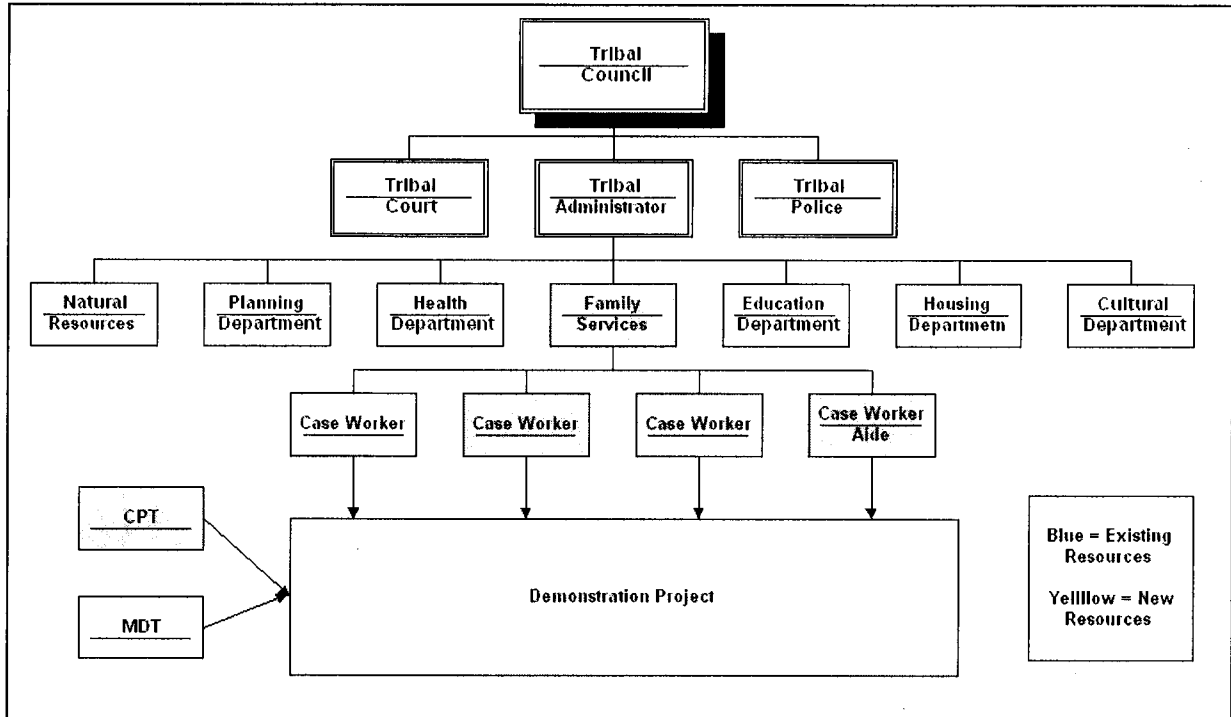 Tribal
Council
Tribal
Court
Tribal
Administrator
Tribal
Police
Natural
Resources
Planning
Department
Health
Department
Family
Services
Education
Department
Housing
Departmetn
Cultural
Department
Case Worker
Case Worker
Case Worker
Case Worker
Aide
CPT
MDT
Demonstration Project
Blue = Existing
Resources
Yelllow = New
Resources